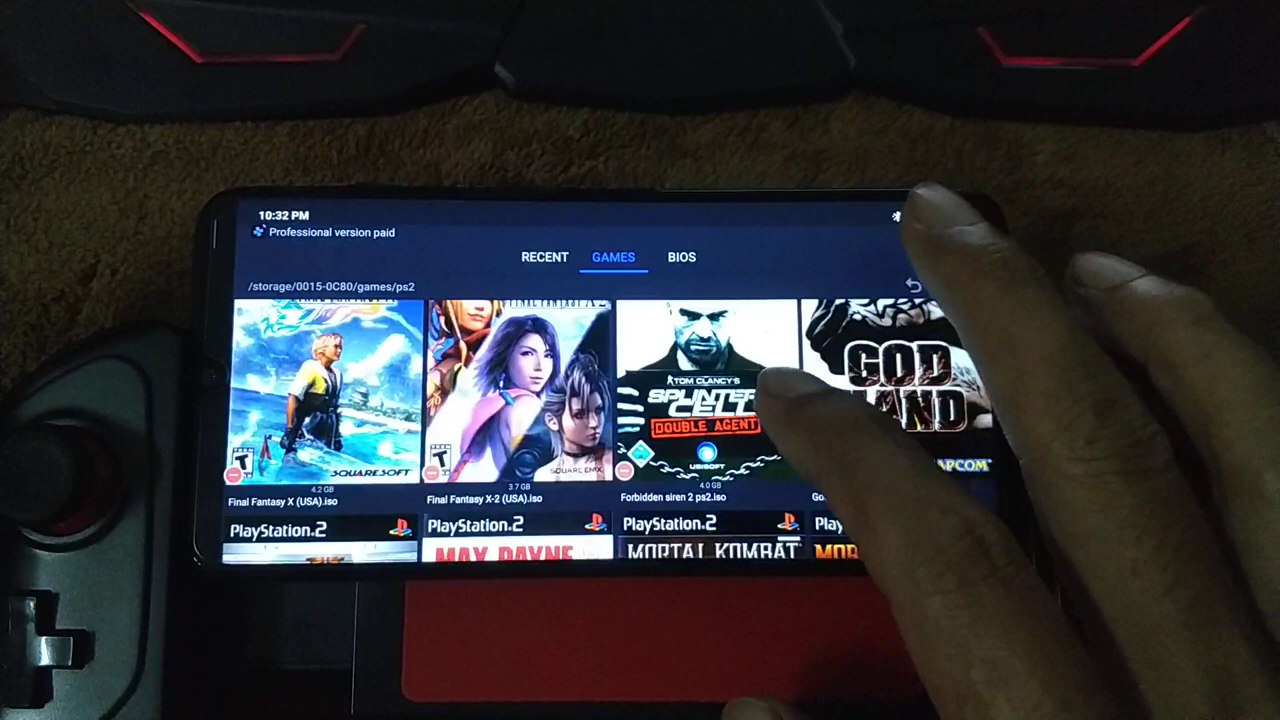 10:32 PM
Professional version paid
RECENT GAMES BIOS
/storage/0015-0C80/games/ps2
SQUARESOFT
SQUARE ENIX
TOM CLANCY'S
SPLINTER
CELL
DOUBLE AGENT
UBISOFT
GOD
HAND
CAPCOM
T
T
4.2 GB
3.7 GB
4.0 GB
Final Fantasy X (USA).iso
Final Fantasy X-2 (USA).iso
Forbidden siren 2 ps2.iso
PlayStation.2
PlayStation.2
PlayStation.2
MAX PAYNE
MORTAL KOMBAT